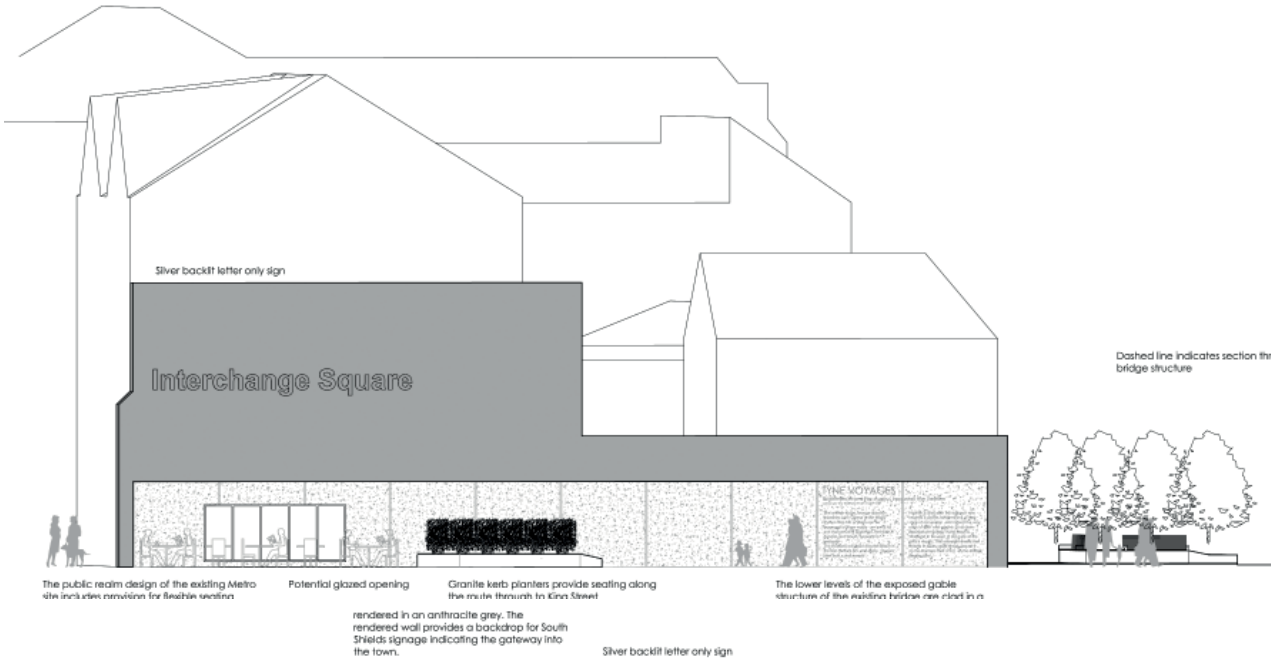 Silver backlit letter only sign
Interchange Square
Dashed line indicates section thr
bridge structure
TYNE VOYAGES
The public realm design of the existing Metro
site includes provision for flexible seating
Potential glazed opening
Granite kerb planters provide seating along
the route through to King Street
The lower levels of the exposed gable
structure of the existing bridge are clad in a
rendered in an anthracite grey. The
rendered wall provides a backdrop for South
Shields signage indicating the gateway into
the town.
Silver backlit letter only sign